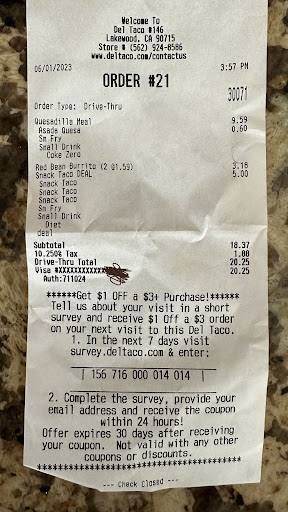 Welcome To
Del Taco #146
Lakewood, CA 90715
Store # (562) 924-8586
www.deltaco.com/contactus
06/01/2023 3:57 PM
ORDER #21
30071
Order Type: Drive-Thru
Quesadilla Meal 9.59
Asada Quesa 0.60
Sm Fry
Small Drink
Coke Zero
Red Bean Burrito (2 @1.59) 3.18
Snack Taco DEAL 5.00
Snack Taco
Snack Taco
Snack Taco
Sm Fry
Small Drink
Diet
deal
Subtotal 18.37
10.250% Tax 1.88
Drive-Thru Total 20.25
Visa #XXXXXXXXXXXX 20.25
Auth:711024
******Get $1 OFF a $3+ Purchase!******
Tell us about your visit in a short
survey and receive $1 Off a $3 order
on your next visit to this Del Taco.
1. In the next 7 days visit
survey.deltaco.com & enter:
| 156 716 000 014 014 |
2. Complete the survey, provide your
email address and receive the coupon
within 24 hours!
Offer expires 30 days after receiving
your coupon. Not valid with any other
coupons or discounts.
**************************************
--- Check Closed ---